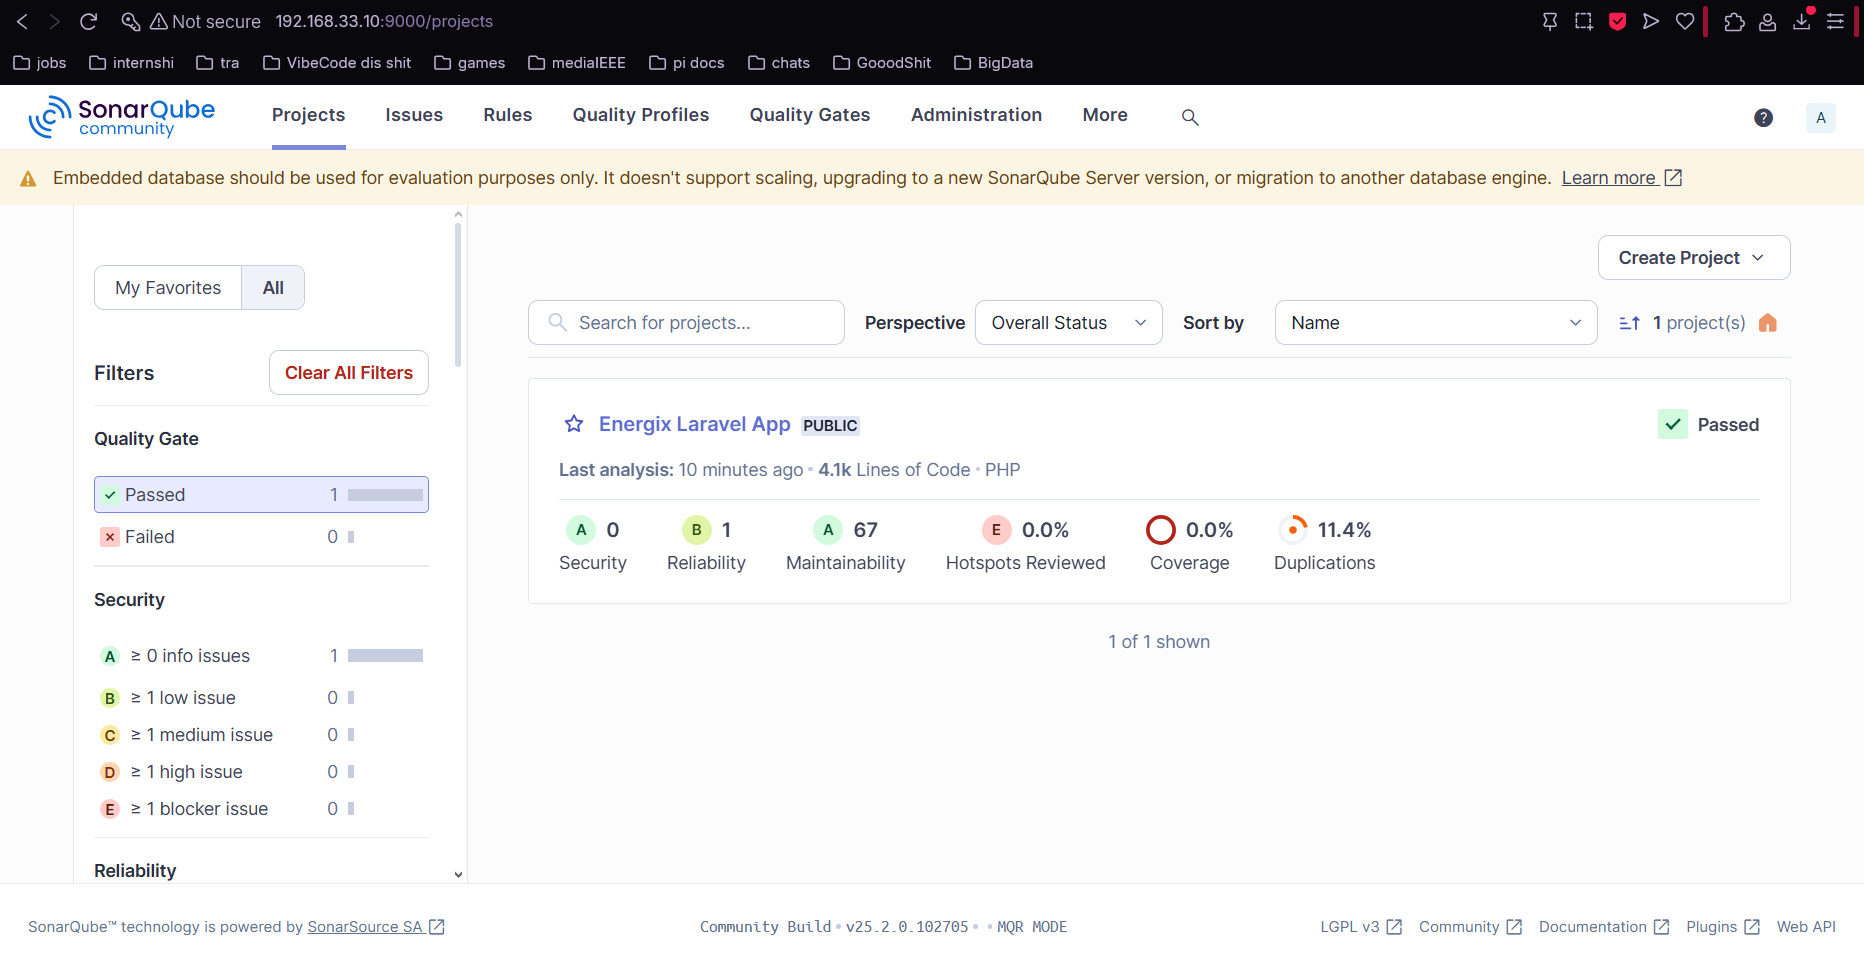 Not secure 192.168.33.10:9000/projects
jobs internshi tra VibeCode dis shit games mediaIEEE pi docs chats GooodShit BigData
SonarQube community Projects Issues Rules Quality Profiles Quality Gates Administration More ? A
Embedded database should be used for evaluation purposes only. It doesn't support scaling, upgrading to a new SonarQube Server version, or migration to another database engine. Learn more
My Favorites All
Filters Clear All Filters
Quality Gate
Passed 1
Failed 0
Security
A ≥ 0 info issues 1
B ≥ 1 low issue 0
C ≥ 1 medium issue 0
D ≥ 1 high issue 0
E ≥ 1 blocker issue 0
Reliability
Create Project
Search for projects... Perspective Overall Status Sort by Name 1 project(s)
Energix Laravel App PUBLIC Passed
Last analysis: 10 minutes ago • 4.1k Lines of Code • PHP
A 0 B 1 A 67 E 0.0% 0.0% 11.4%
Security Reliability Maintainability Hotspots Reviewed Coverage Duplications
1 of 1 shown
SonarQube™ technology is powered by SonarSource SA Community Build • v25.2.0.102705 • • MQR MODE LGPL v3 Community Documentation Plugins Web API